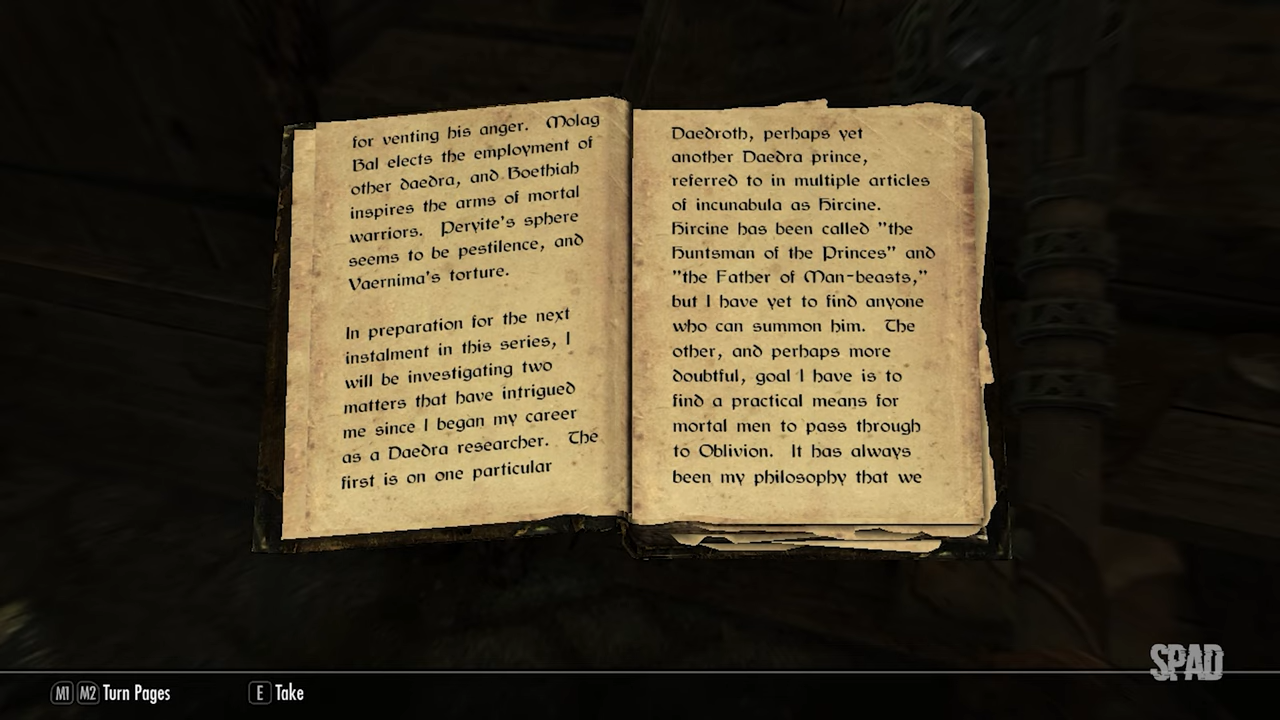 for venting his anger.  Molag
Bal elects the employment of
other daedra, and Boethiah
inspires the arms of mortal
warriors.  Peryite's sphere
seems to be pestilence, and
Vaernima's torture.
In preparation for the next
instalment in this series, I
will be investigating two
matters that have intrigued
me since I began my career
as a Daedra researcher.  The
first is on one particular
Daedroth, perhaps yet
another Daedra prince,
referred to in multiple articles
of incunabula as Hircine.
Hircine has been called "the
Huntsman of the Princes" and
"the Father of Man-beasts,"
but I have yet to find anyone
who can summon him.  The
other, and perhaps more
doubtful, goal I have is to
find a practical means for
mortal men to pass through
to Oblivion.  It has always
been my philosophy that we
SPAD
M1 M2 Turn Pages
E Take